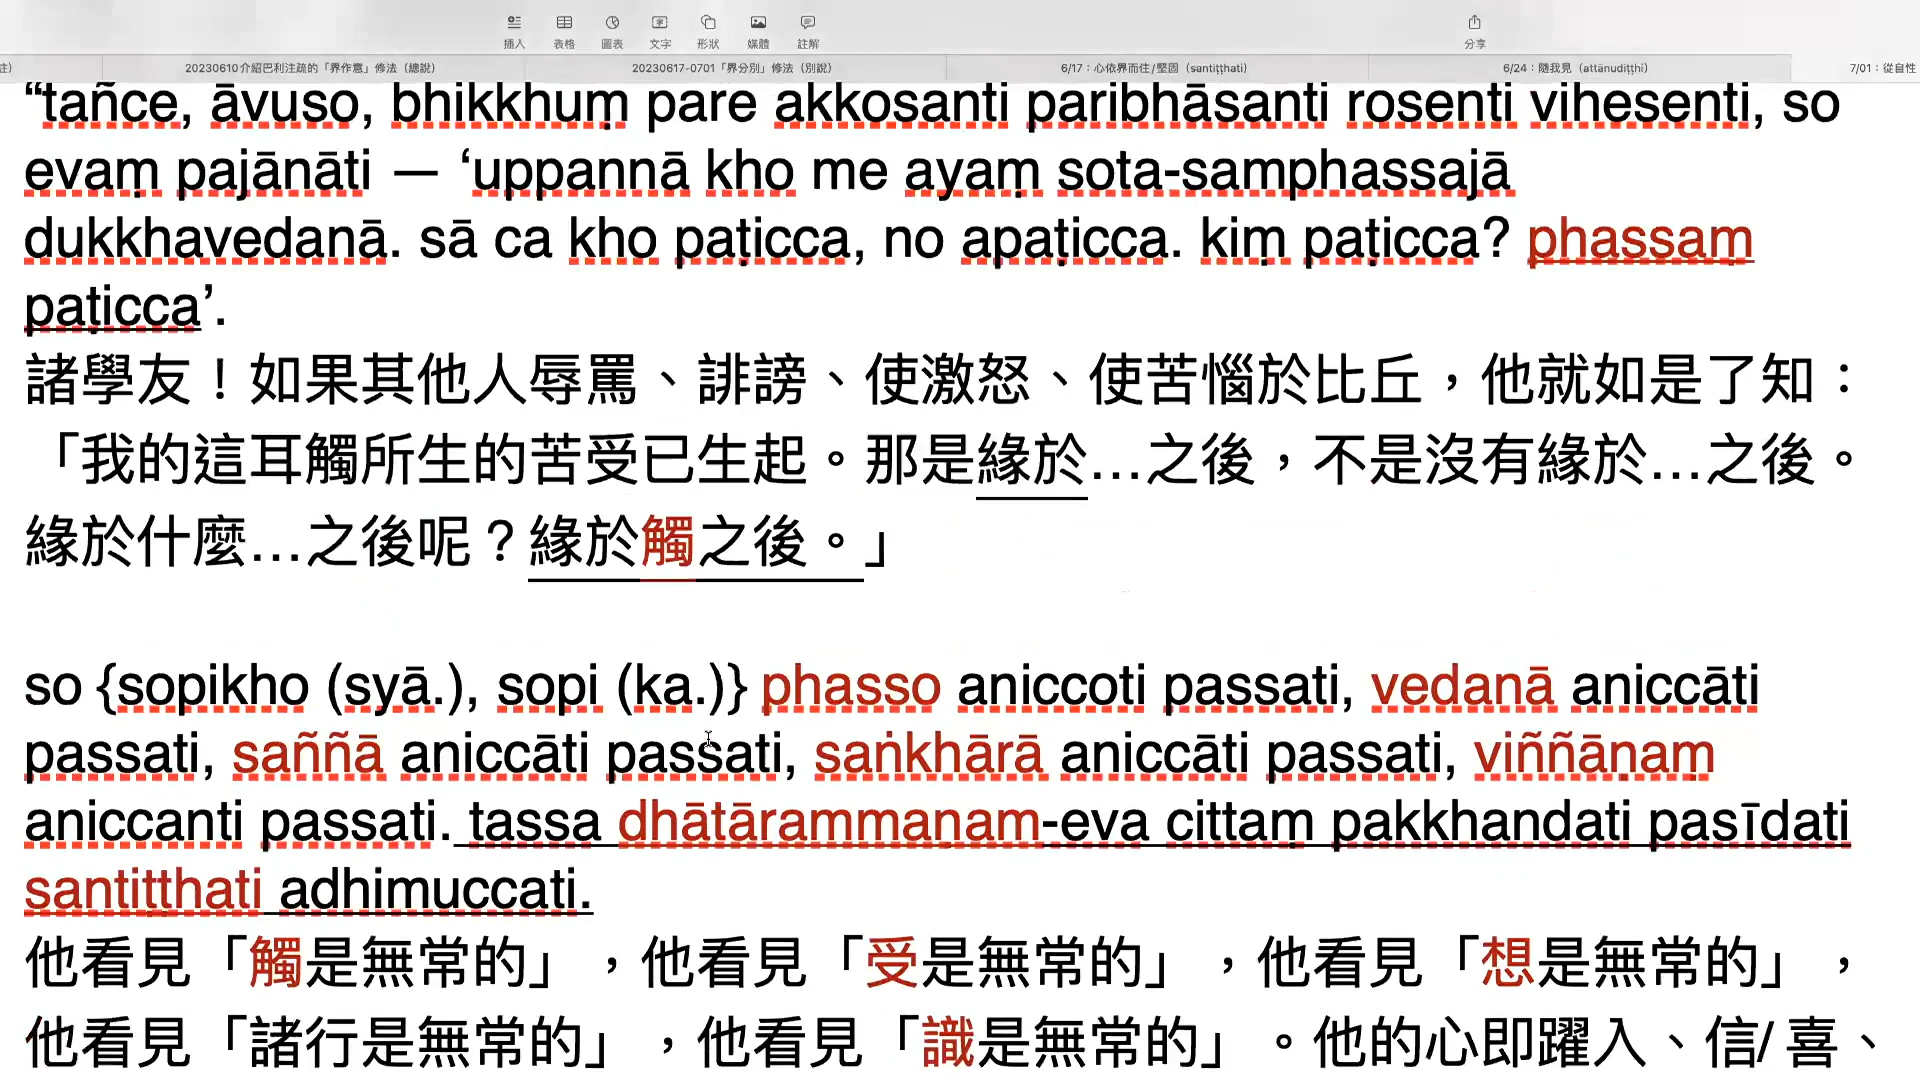 插入 表格 圖表 文字 形狀 媒體 註解 分享
註) 20230610介紹巴利注疏的「界作意」修法（總說） 20230617-0701「界分別」修法（別說） 6/17：心依界而住/堅固（santiṭṭhati） 6/24：隨我見（attānudiṭṭhi） 7/01：從自性
“tañce, āvuso, bhikkhuṃ pare akkosanti paribhāsanti rosenti vihesenti, so
evaṃ pajānāti — ‘uppannā kho me ayaṃ sota-samphassajā
dukkhavedanā. sā ca kho paṭicca, no apaṭicca. kiṃ paṭicca? phassaṃ
paṭicca’.
諸學友！如果其他人辱罵、誹謗、使激怒、使苦惱於比丘，他就如是了知：
「我的這耳觸所生的苦受已生起。那是緣於…之後，不是沒有緣於…之後。
緣於什麼…之後呢？緣於觸之後。」
so {sopikho (syā.), sopi (ka.)} phasso aniccoti passati, vedanā aniccāti
passati, saññā aniccāti passati, saṅkhārā aniccāti passati, viññāṇaṃ
aniccanti passati. tassa dhātārammaṇam-eva cittaṃ pakkhandati pasīdati
santiṭṭhati adhimuccati.
他看見「觸是無常的」，他看見「受是無常的」，他看見「想是無常的」，
他看見「諸行是無常的」，他看見「識是無常的」。他的心即躍入、信/ 喜、